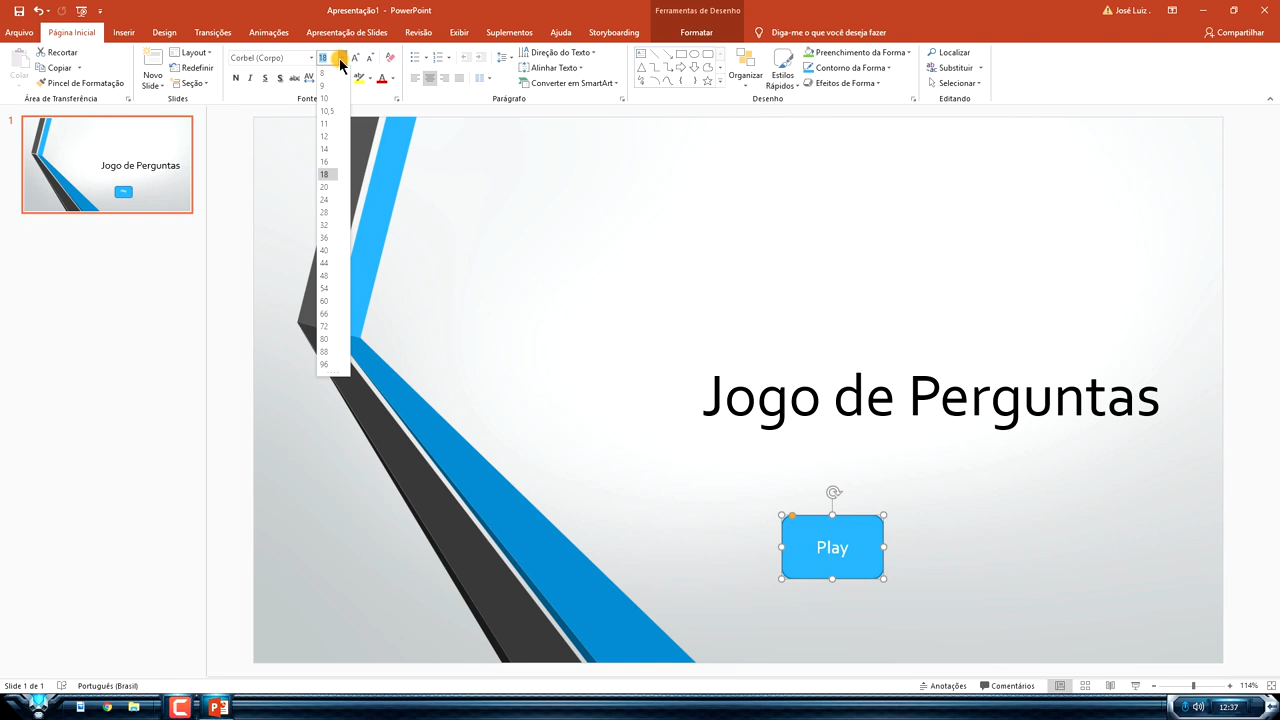 Apresentação1 - PowerPoint
Ferramentas de Desenho
José Luiz .
Arquivo
Página Inicial
Inserir
Design
Transições
Animações
Apresentação de Slides
Revisão
Exibir
Suplementos
Ajuda
Storyboarding
Formatar
Diga-me o que você deseja fazer
Compartilhar
Colar
Recortar
Copiar
Pincel de Formatação
Área de Transferência
Novo
Slide
Layout
Redefinir
Seção
Slides
Corbel (Corpo)
18
N I S S abc AV
Fonte
Direção do Texto
Alinhar Texto
Converter em SmartArt
Parágrafo
Organizar
Estilos
Rápidos
Preenchimento da Forma
Contorno da Forma
Efeitos de Forma
Desenho
Localizar
Substituir
Selecionar
Editando
8
9
10
10,5
11
12
14
16
18
20
24
28
32
36
40
44
48
54
60
66
72
80
88
96
1
Jogo de Perguntas
Jogo de Perguntas
Play
Slide 1 de 1
Português (Brasil)
Anotações
Comentários
114%
12:37